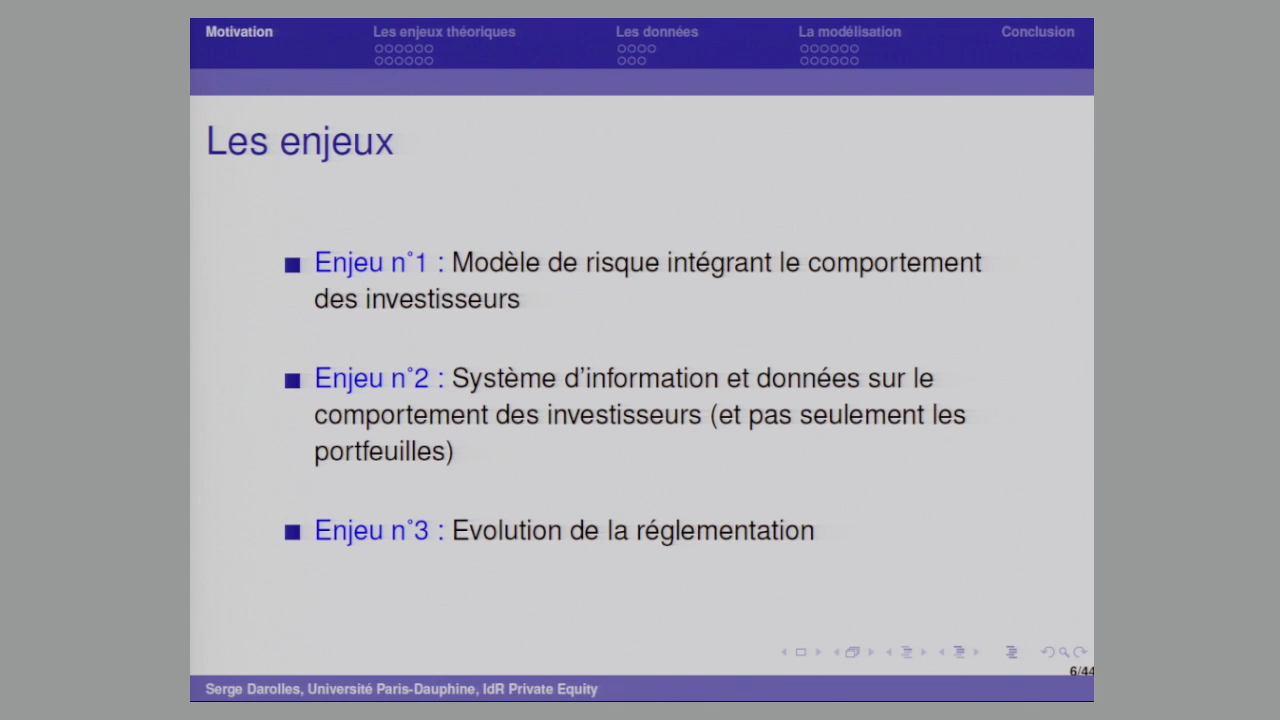 Motivation Les enjeux théoriques Les données La modélisation Conclusion
Les enjeux
Enjeu n°1 : Modèle de risque intégrant le comportement
des investisseurs
Enjeu n°2 : Système d'information et données sur le
comportement des investisseurs (et pas seulement les
portfeuilles)
Enjeu n°3 : Evolution de la réglementation
6/44
Serge Darolles, Université Paris-Dauphine, IdR Private Equity